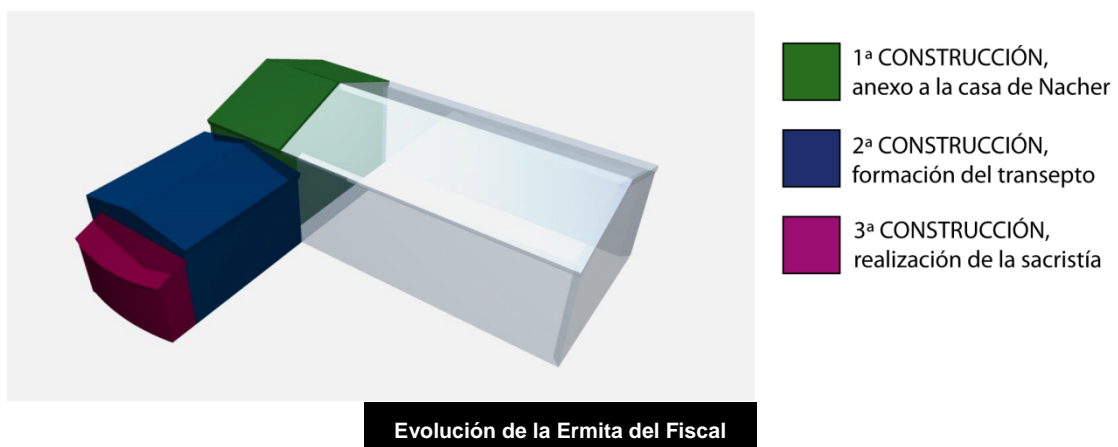 1ª CONSTRUCCIÓN,
anexo a la casa de Nacher
2ª CONSTRUCCIÓN,
formación del transepto
3ª CONSTRUCCIÓN,
realización de la sacristía
Evolución de la Ermita del Fiscal